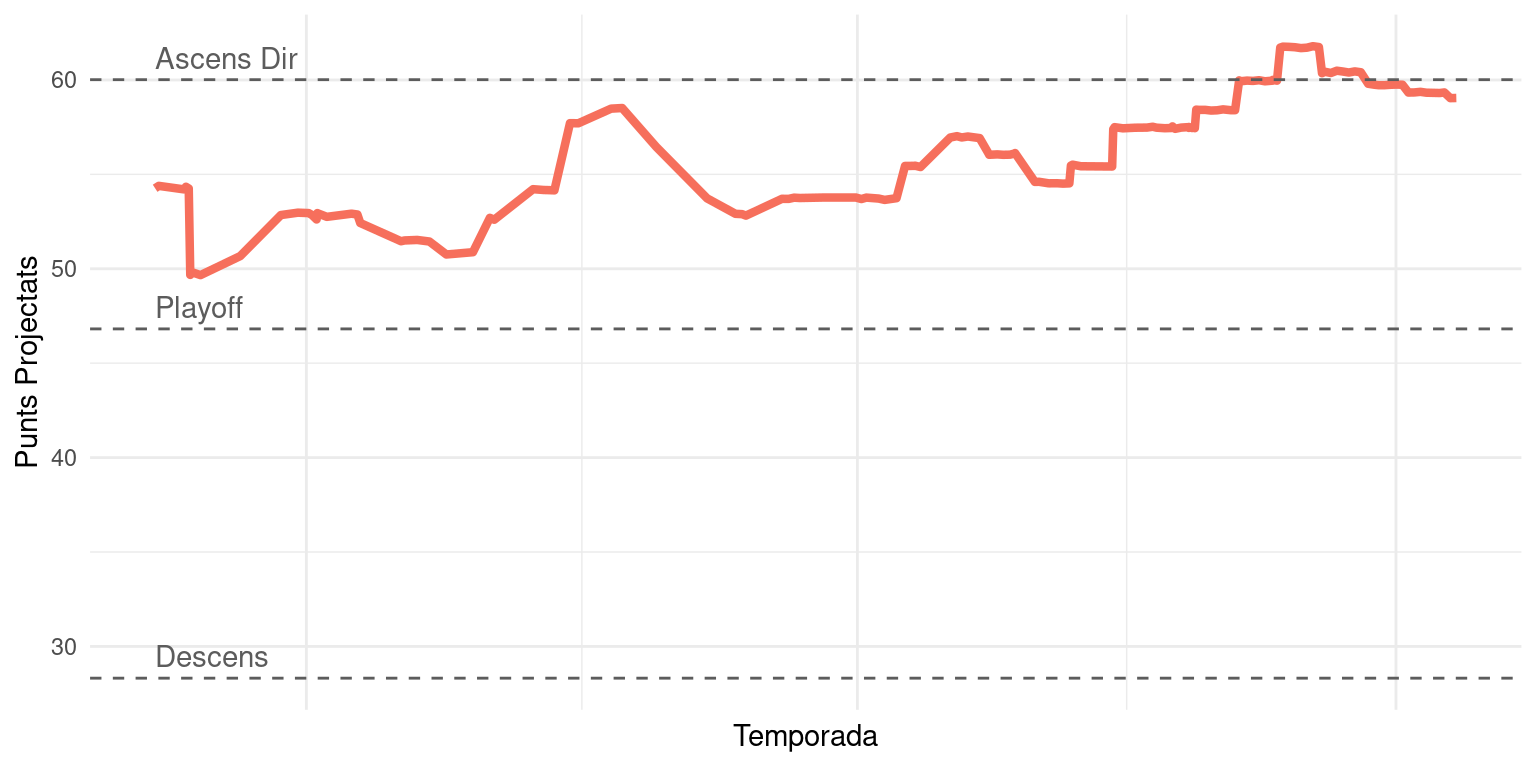 Ascens Dir
60
50
Playoff
Punts Projectats
40
30
Descens
Temporada